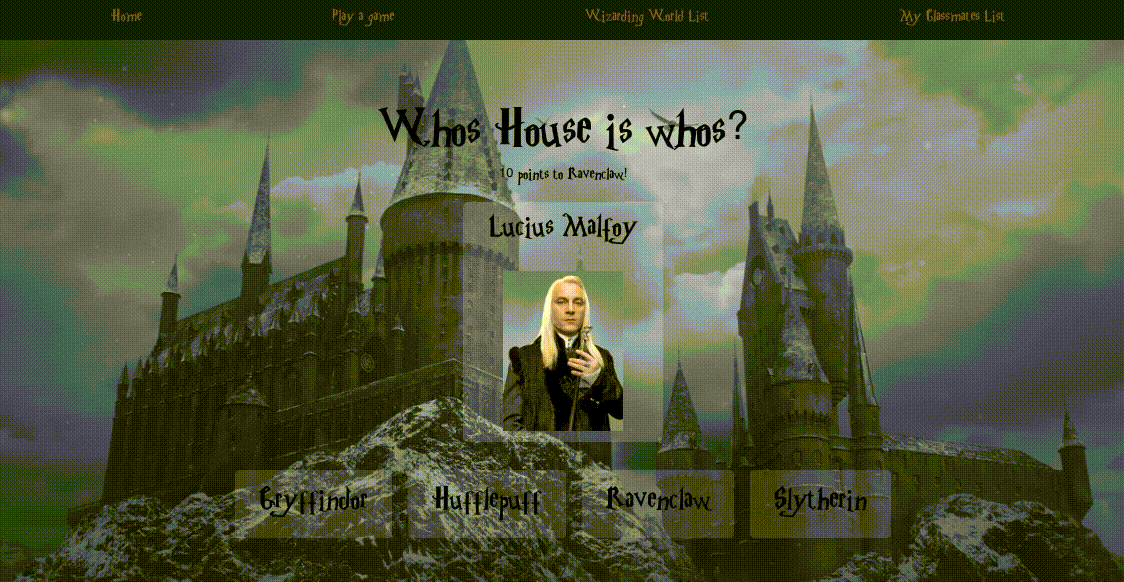 Home Play a game Wizarding World List My Classmates List
Whos House is whos?
10 points to Ravenclaw!
Lucius Malfoy
Gryffindor Hufflepuff Ravenclaw Slytherin